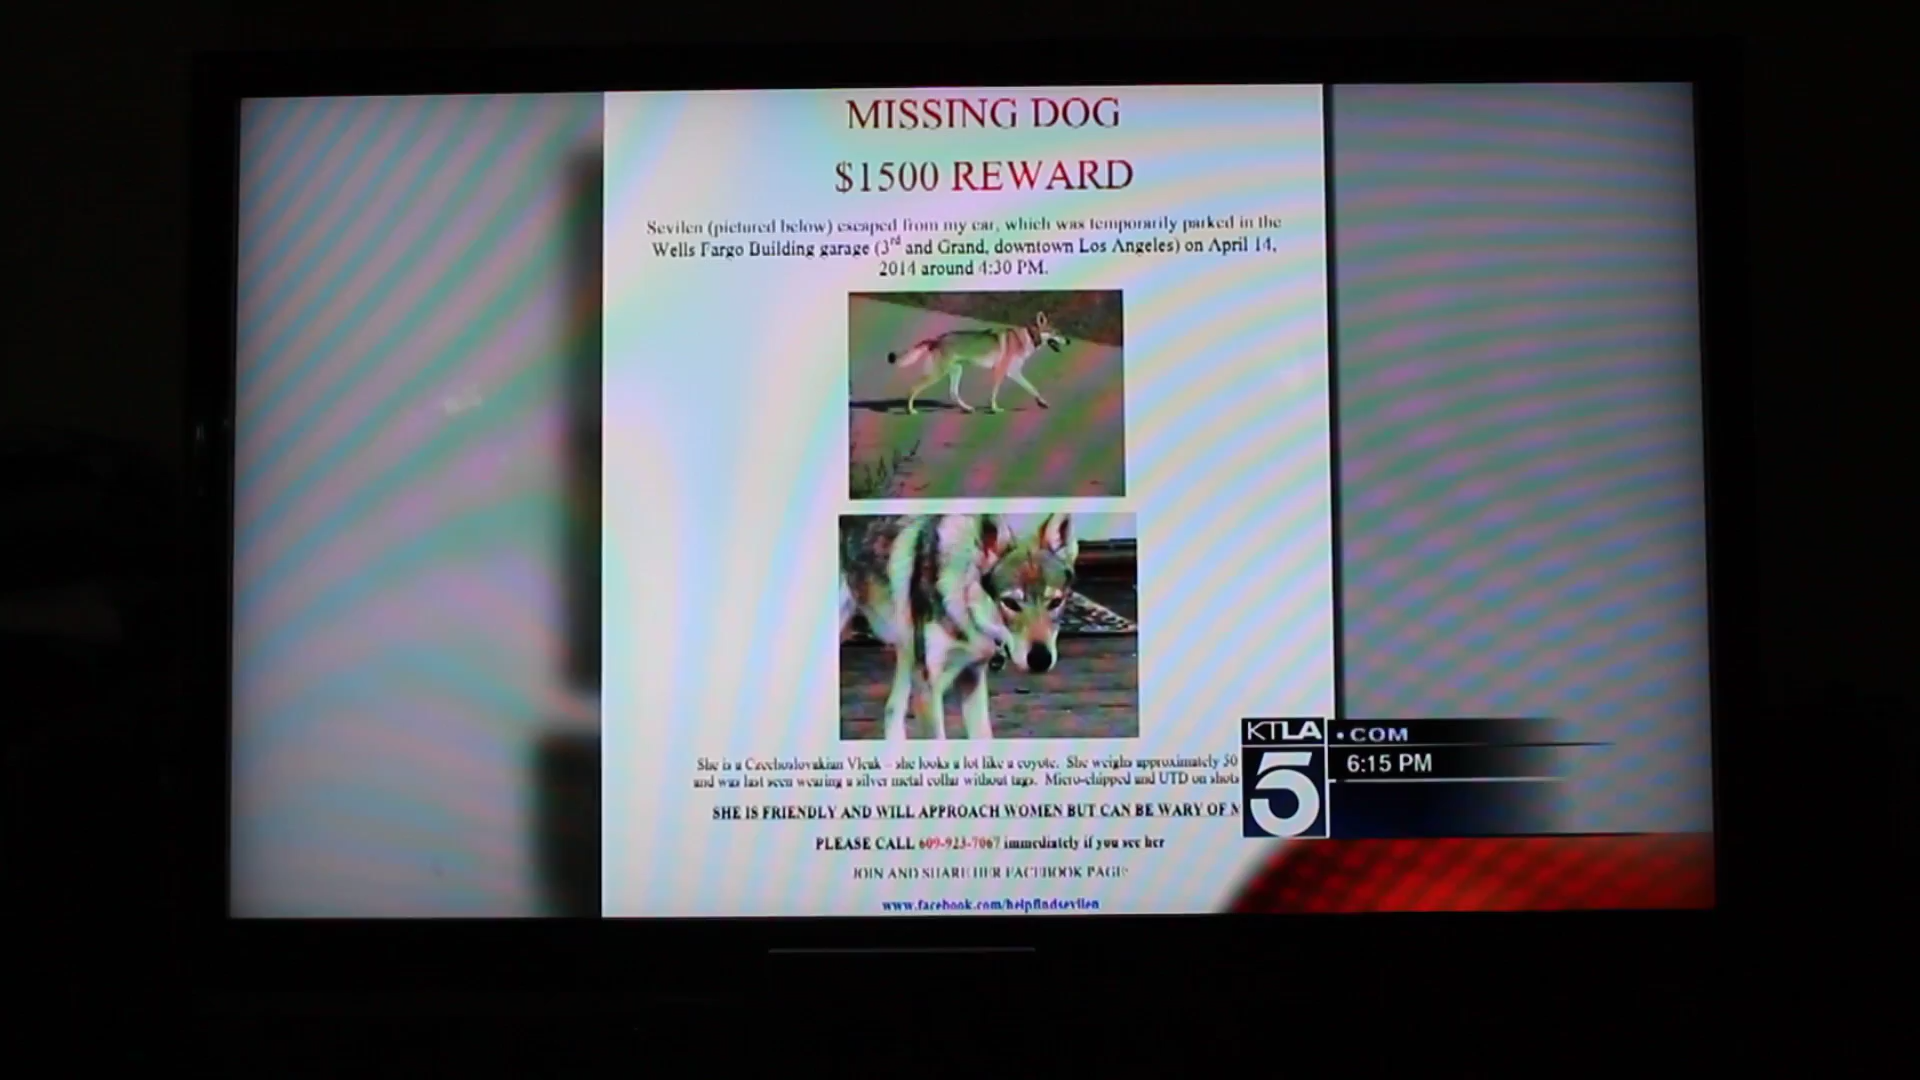 MISSING DOG
$1500 REWARD
Sevilen (pictured below) escaped from my car, which was temporarily parked in the
Wells Fargo Building garage (3rd and Grand, downtown Los Angeles) on April 14,
2014 around 4:30 PM.
She is a Czechoslovakian Vlcak - she looks a lot like a coyote. She weighs approximately 50
and was last seen wearing a silver metal collar without tags. Micro-chipped and UTD on shots
SHE IS FRIENDLY AND WILL APPROACH WOMEN BUT CAN BE WARY OF M
PLEASE CALL 609-923-7067 immediately if you see her
JOIN AND SHARE HER FACEBOOK PAGE
www.facebook.com/helpfindsevilen
KTLA 5
.COM
6:15 PM